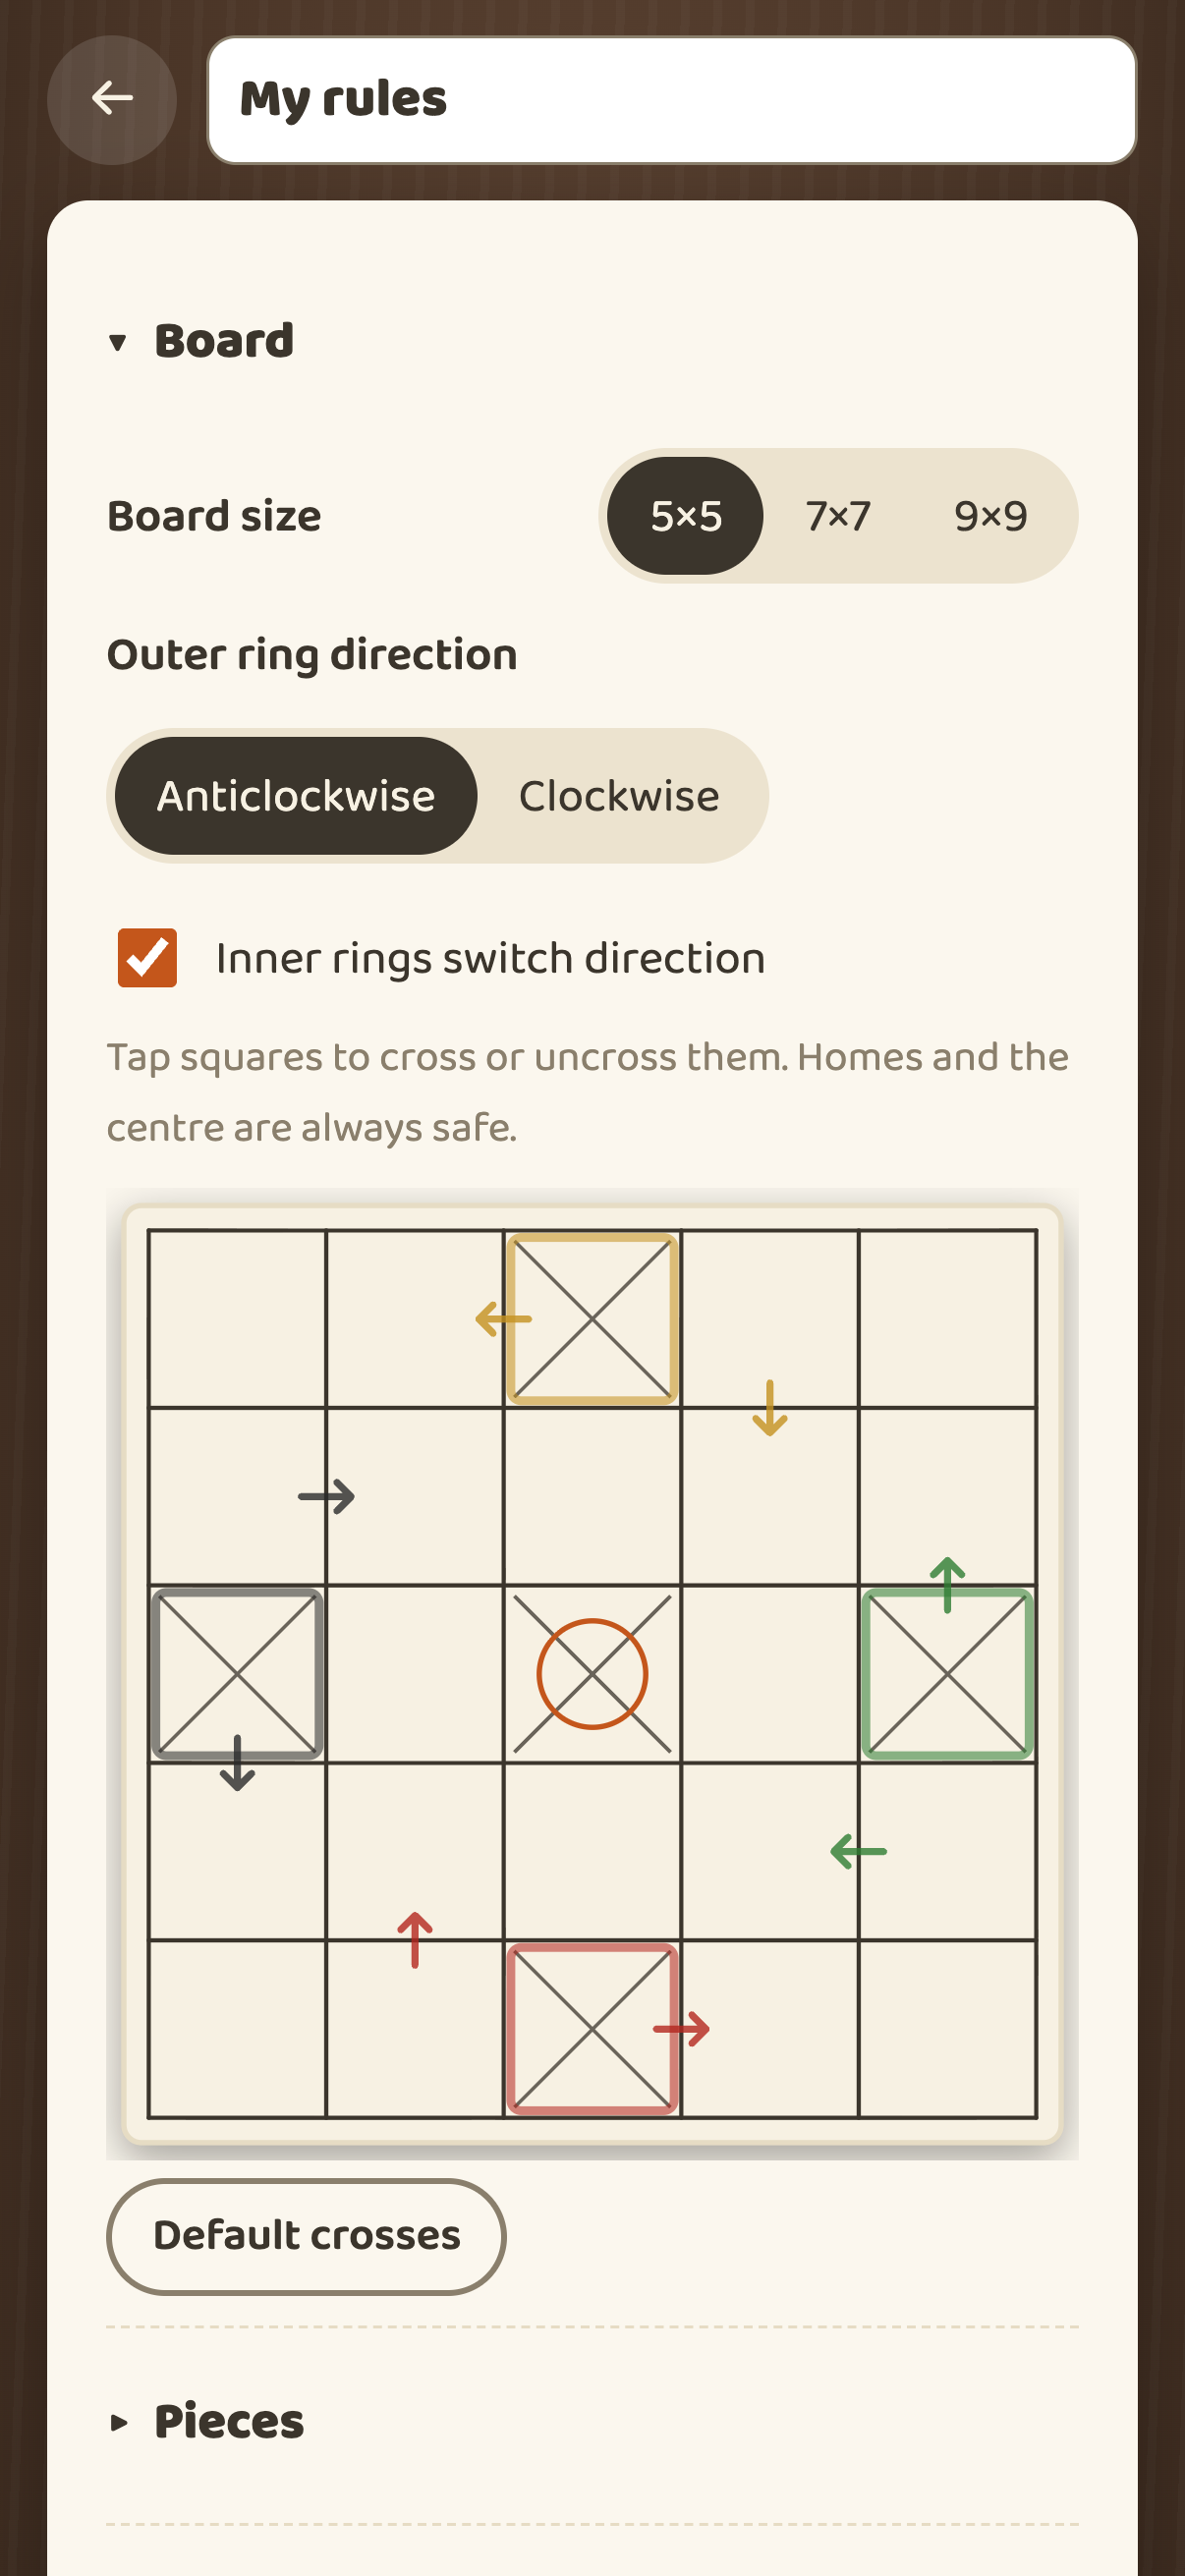 My rules
Board
Board size
5×5 7×7 9×9
Outer ring direction
Anticlockwise Clockwise
Inner rings switch direction
Tap squares to cross or uncross them. Homes and the
centre are always safe.
Default crosses
Pieces